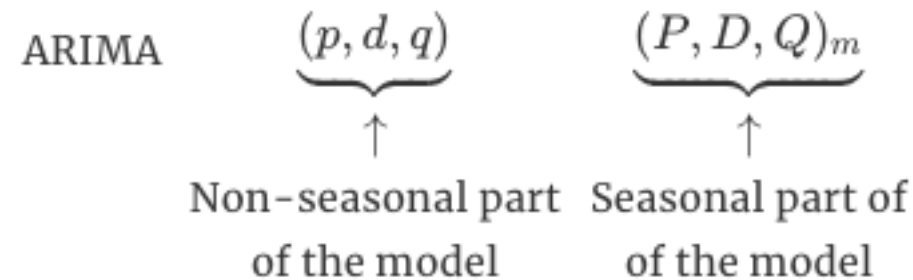 ARIMA (p, d, q) (P, D, Q)m
↑ ↑
Non-seasonal part Seasonal part of
of the model of the model